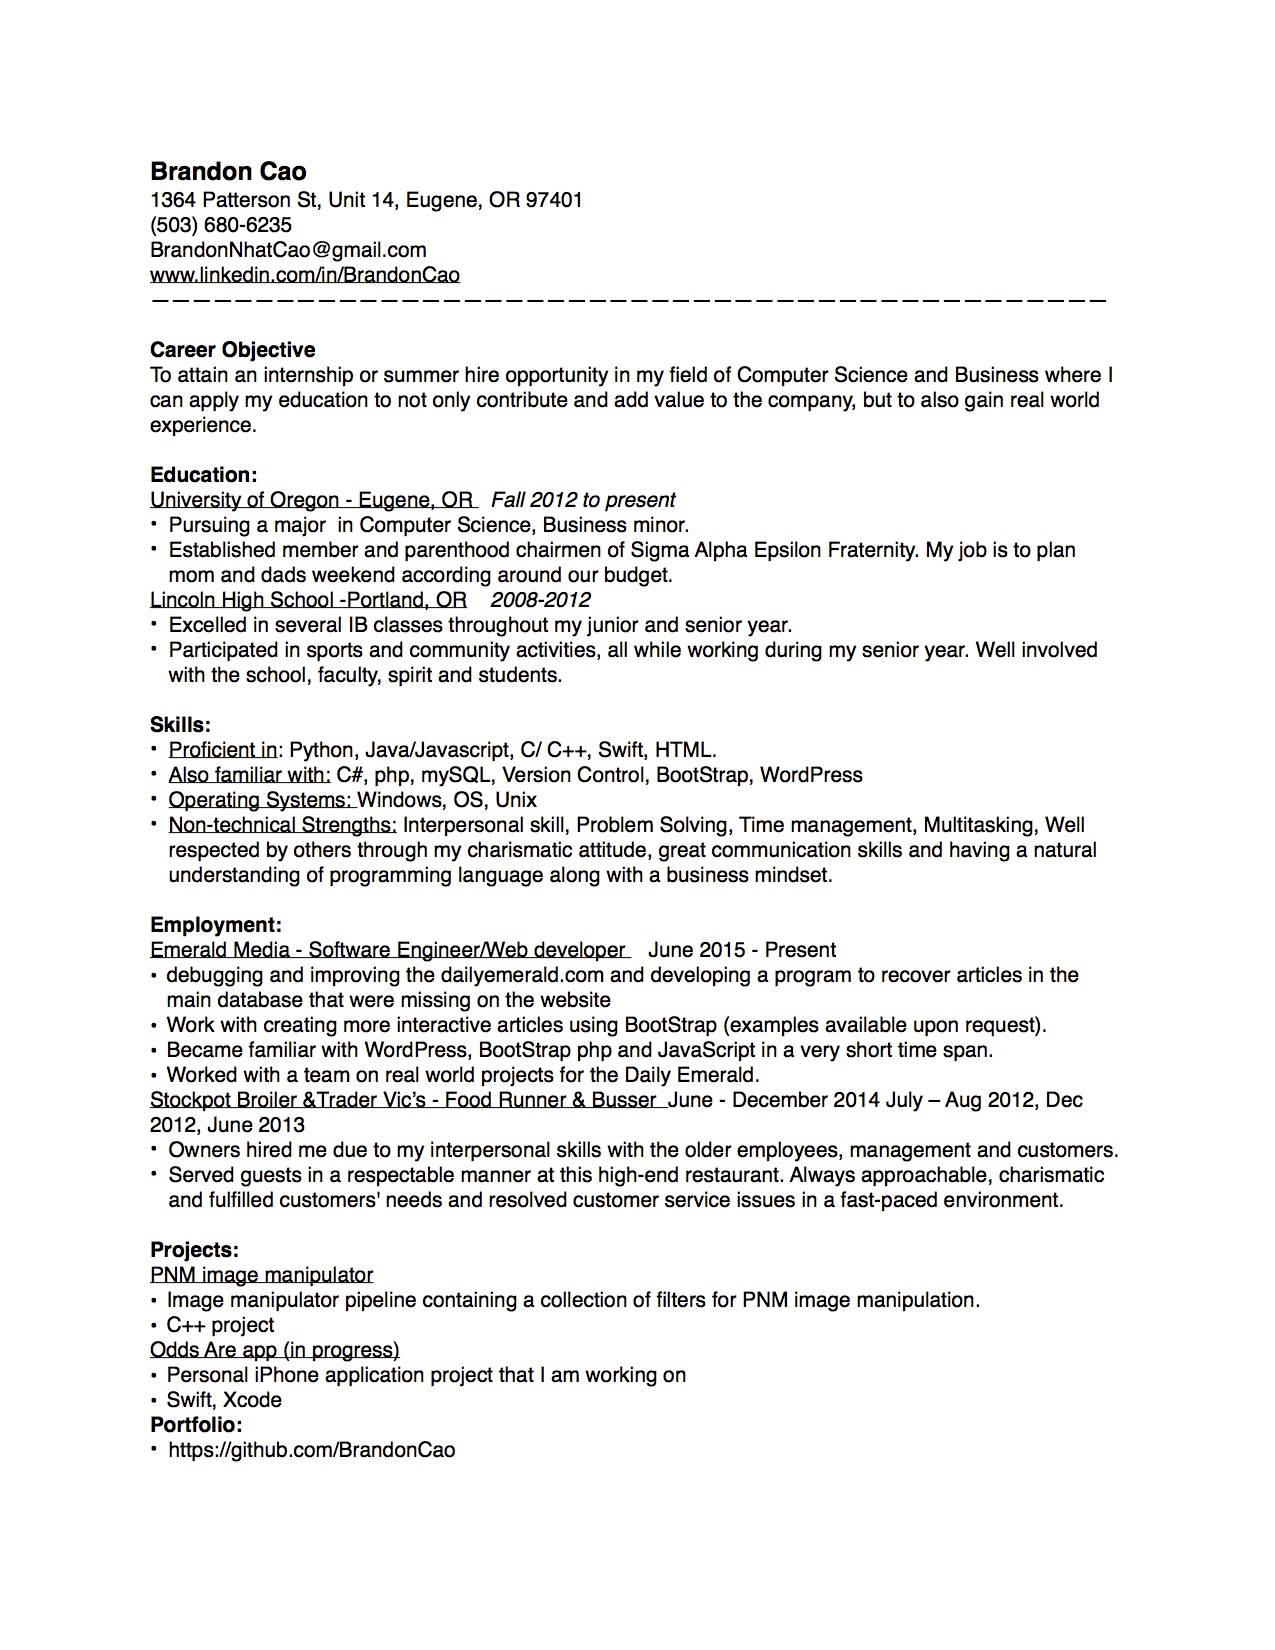 Brandon Cao
1364 Patterson St, Unit 14, Eugene, OR 97401
(503) 680-6235
BrandonNhatCao@gmail.com
www.linkedin.com/in/BrandonCao
———————————————————————————————————————————————
Career Objective
To attain an internship or summer hire opportunity in my field of Computer Science and Business where I
can apply my education to not only contribute and add value to the company, but to also gain real world
experience.
Education:
University of Oregon - Eugene, OR   Fall 2012 to present
• Pursuing a major  in Computer Science, Business minor.
• Established member and parenthood chairmen of Sigma Alpha Epsilon Fraternity. My job is to plan
mom and dads weekend according around our budget.
Lincoln High School -Portland, OR    2008-2012
• Excelled in several IB classes throughout my junior and senior year.
• Participated in sports and community activities, all while working during my senior year. Well involved
with the school, faculty, spirit and students.
Skills:
• Proficient in: Python, Java/Javascript, C/ C++, Swift, HTML.
• Also familiar with: C#, php, mySQL, Version Control, BootStrap, WordPress
• Operating Systems: Windows, OS, Unix
• Non-technical Strengths: Interpersonal skill, Problem Solving, Time management, Multitasking, Well
respected by others through my charismatic attitude, great communication skills and having a natural
understanding of programming language along with a business mindset.
Employment:
Emerald Media - Software Engineer/Web developer    June 2015 - Present
• debugging and improving the dailyemerald.com and developing a program to recover articles in the
main database that were missing on the website
• Work with creating more interactive articles using BootStrap (examples available upon request).
• Became familiar with WordPress, BootStrap php and JavaScript in a very short time span.
• Worked with a team on real world projects for the Daily Emerald.
Stockpot Broiler &Trader Vic’s - Food Runner & Busser  June - December 2014 July – Aug 2012, Dec
2012, June 2013
• Owners hired me due to my interpersonal skills with the older employees, management and customers.
• Served guests in a respectable manner at this high-end restaurant. Always approachable, charismatic
and fulfilled customers' needs and resolved customer service issues in a fast-paced environment.
Projects:
PNM image manipulator
• Image manipulator pipeline containing a collection of filters for PNM image manipulation.
• C++ project
Odds Are app (in progress)
• Personal iPhone application project that I am working on
• Swift, Xcode
Portfolio:
• https://github.com/BrandonCao